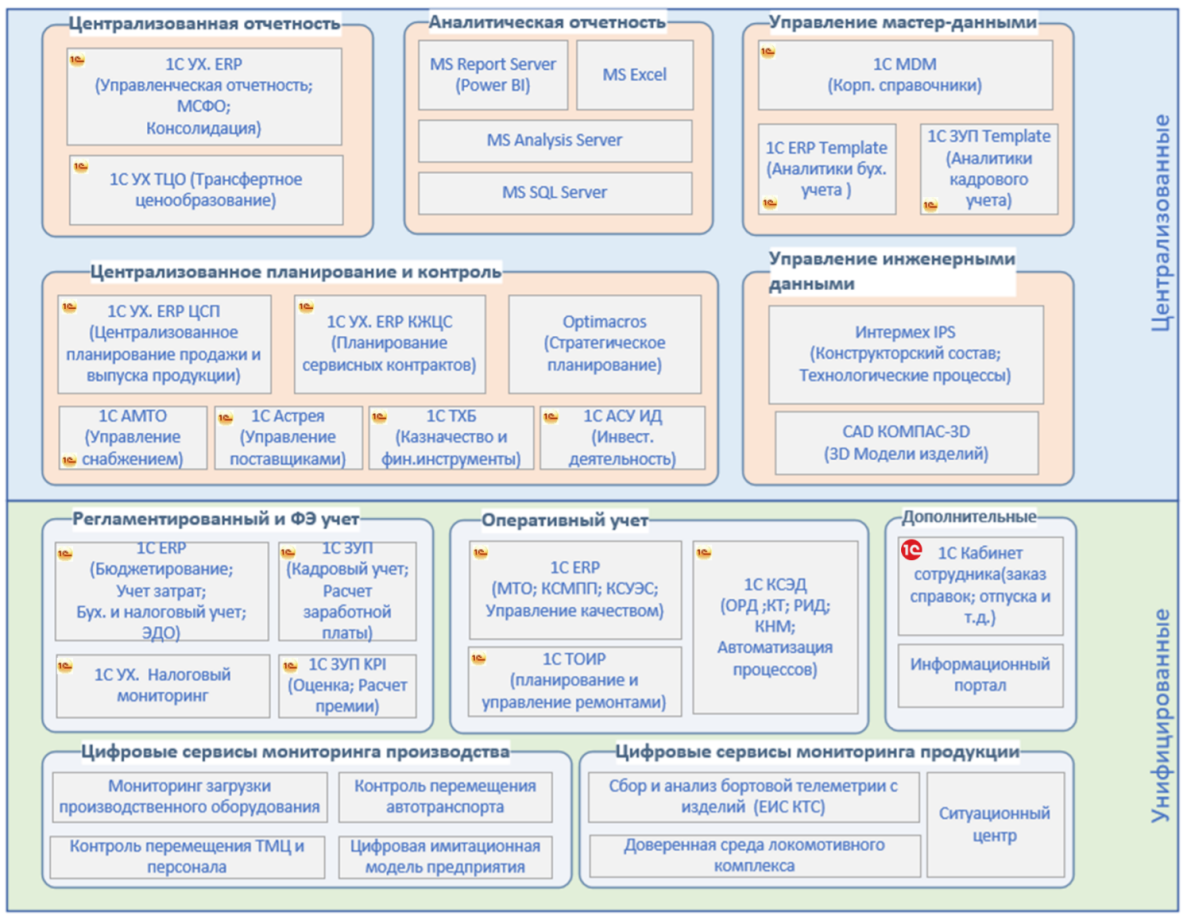 Централизованная отчетность
1С УХ. ERP
(Управленческая отчетность;
МСФО;
Консолидация)
1С УХ ТЦО (Трансфертное
ценообразование)
Аналитическая отчетность
MS Report Server
(Power BI)
MS Excel
MS Analysis Server
MS SQL Server
Управление мастер-данными
1С MDM
(Корп. справочники)
1С ERP Template
(Аналитики бух.
учета )
1С ЗУП Template
(Аналитики
кадрового
учета)
Централизованные
Централизованное планирование и контроль
1С УХ. ERP ЦСП
(Централизованное
планирование продажи и
выпуска продукции)
1С УХ. ERP КЖЦС
(Планирование
сервисных контрактов)
Optimacros
(Стратегическое
планирование)
1С АМТО
(Управление
снабжением)
1С Астрея
(Управление
поставщиками)
1С ТХБ
(Казначество и
фин.инструменты)
1С АСУ ИД
(Инвест.
деятельность)
Управление инженерными
данными
Интермех IPS
(Конструкторский состав;
Технологические процессы)
CAD КОМПАС-3D
(3D Модели изделий)
Регламентированный и ФЭ учет
1С ERP
(Бюджетирование;
Учет затрат;
Бух. и налоговый учет;
ЭДО)
1С ЗУП
(Кадровый учет;
Расчет
заработной
платы)
1С УХ. Налоговый
мониторинг
1С ЗУП KPI
(Оценка; Расчет
премии)
Оперативный учет
1С ERP
(МТО; КСМПП; КСУЭС;
Управление качеством)
1С ТОИР
(планирование и
управление ремонтами)
1С КСЭД
(ОРД ;КТ; РИД;
КНМ;
Автоматизация
процессов)
Дополнительные
1С Кабинет
сотрудника(заказ
справок; отпуска и
т.д.)
Информационный
портал
Унифицированные
Цифровые сервисы мониторинга производства
Мониторинг загрузки
производственного оборудования
Контроль перемещения
автотранспорта
Контроль перемещения ТМЦ и
персонала
Цифровая имитационная
модель предприятия
Цифровые сервисы мониторинга продукции
Сбор и анализ бортовой телеметрии с
изделий (ЕИС КТС)
Доверенная среда локомотивного
комплекса
Ситуационный
центр